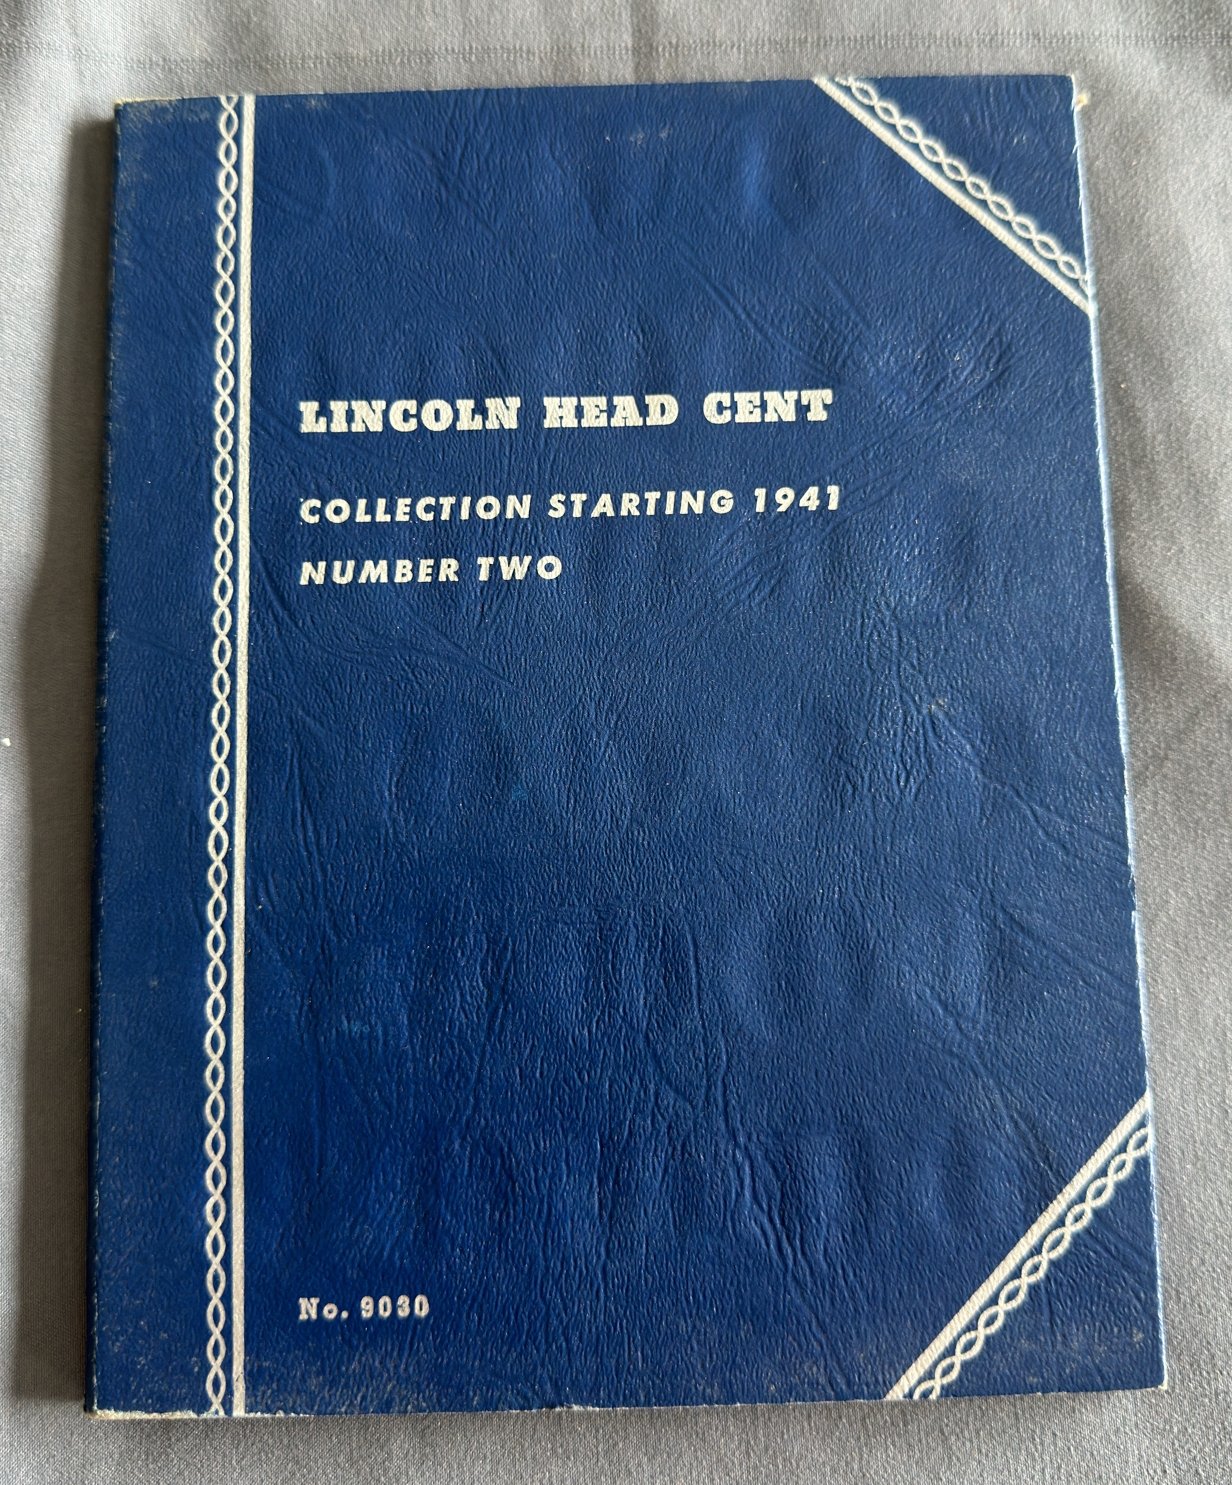 LINCOLN HEAD CENT
COLLECTION STARTING 1941
NUMBER TWO
No. 9030